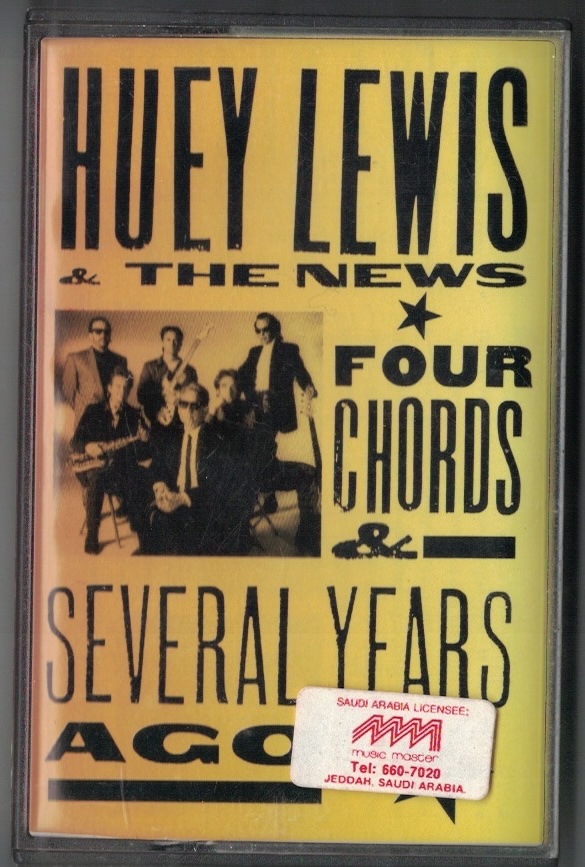 HUEY LEWIS
& THE NEWS
FOUR
CHORDS
&
SEVERAL YEARS
AGO
SAUDI ARABIA LICENSEE;
music master
Tel: 660-7020
JEDDAH. SAUDI ARABIA.